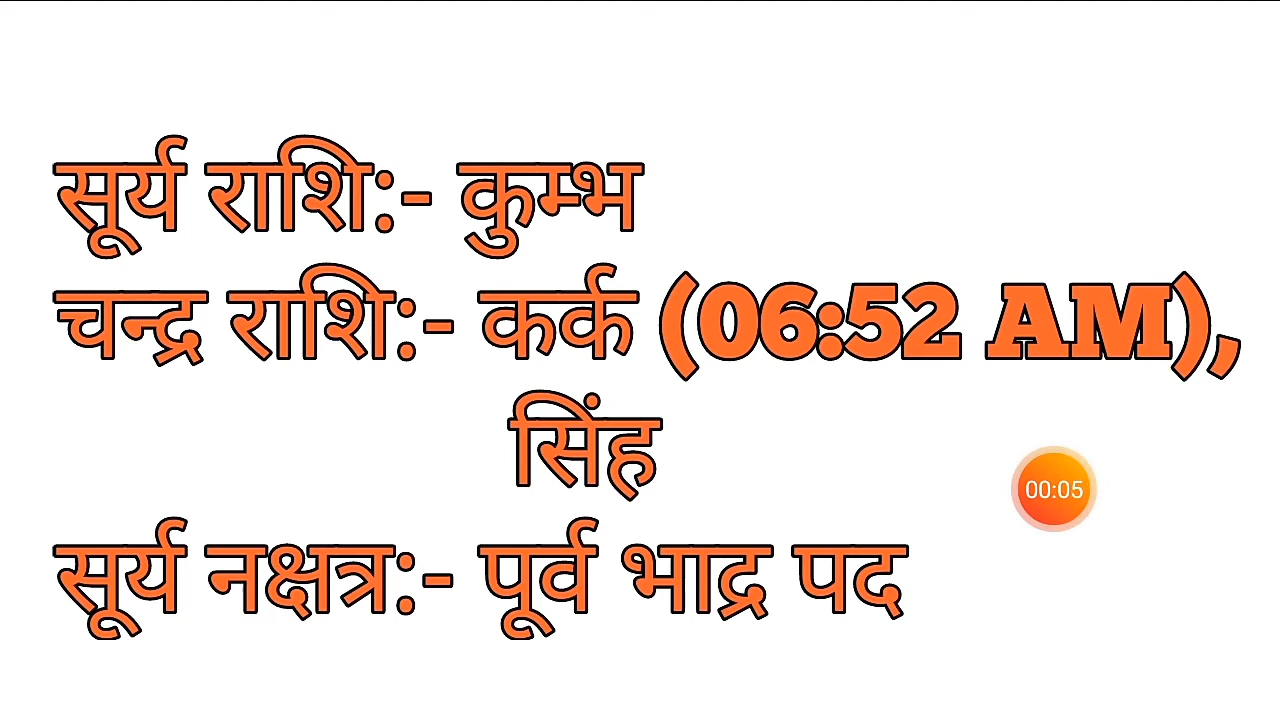 सूर्य राशि:- कुम्भ
चन्द्र राशि:- कर्क (06:52 AM),
सिंह
00:05
सूर्य नक्षत्र:- पूर्व भाद्र पद